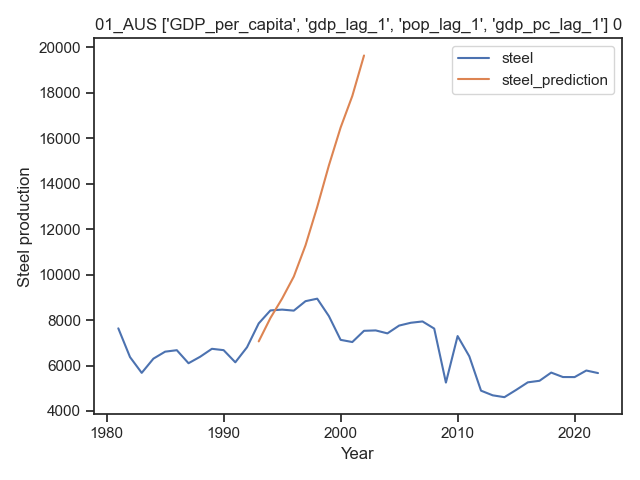 01_AUS ['GDP_per_capita', 'gdp_lag_1', 'pop_lag_1', 'gdp_pc_lag_1'] 0
steel
steel_prediction
20000
18000
16000
14000
12000
10000
8000
6000
4000
Steel production
1980
1990
2000
2010
2020
Year